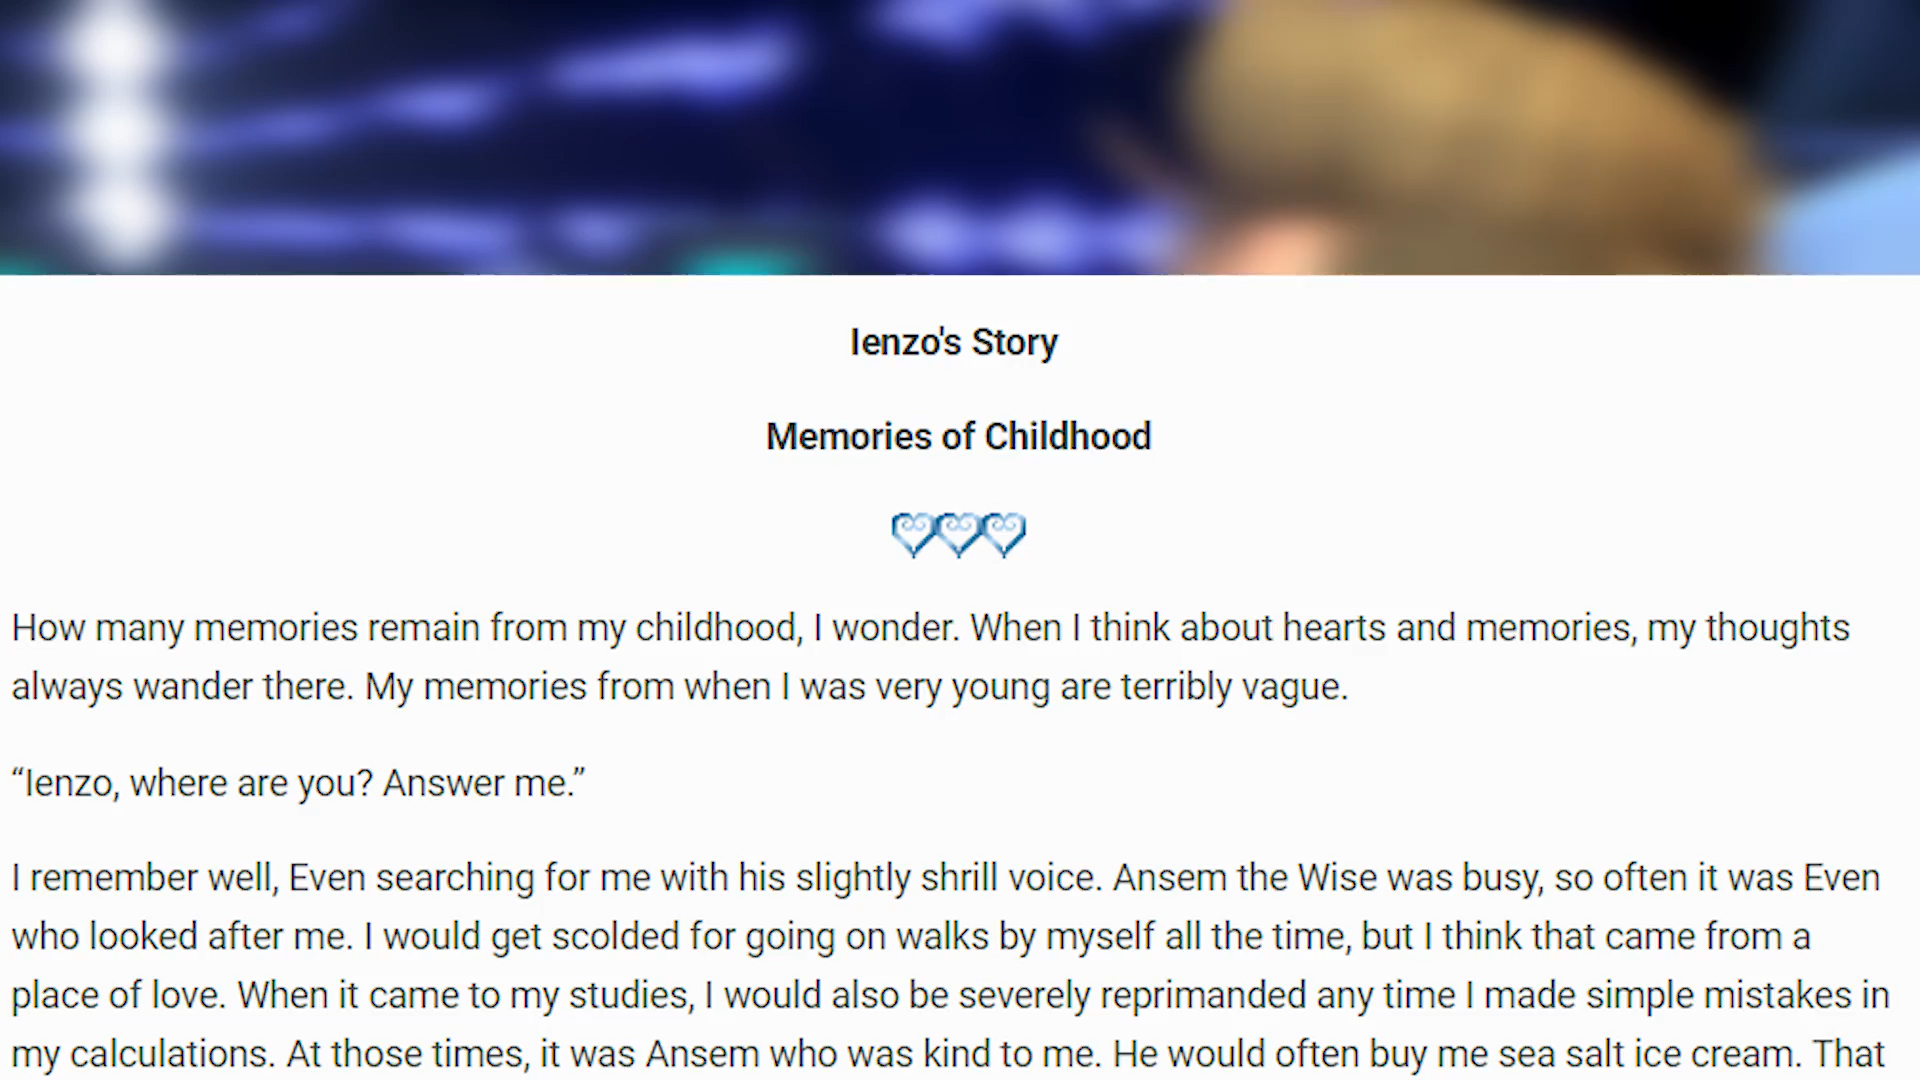 Ienzo's Story
Memories of Childhood
How many memories remain from my childhood, I wonder. When I think about hearts and memories, my thoughts
always wander there. My memories from when I was very young are terribly vague.
“Ienzo, where are you? Answer me.”
I remember well, Even searching for me with his slightly shrill voice. Ansem the Wise was busy, so often it was Even
who looked after me. I would get scolded for going on walks by myself all the time, but I think that came from a
place of love. When it came to my studies, I would also be severely reprimanded any time I made simple mistakes in
my calculations. At those times, it was Ansem who was kind to me. He would often buy me sea salt ice cream. That